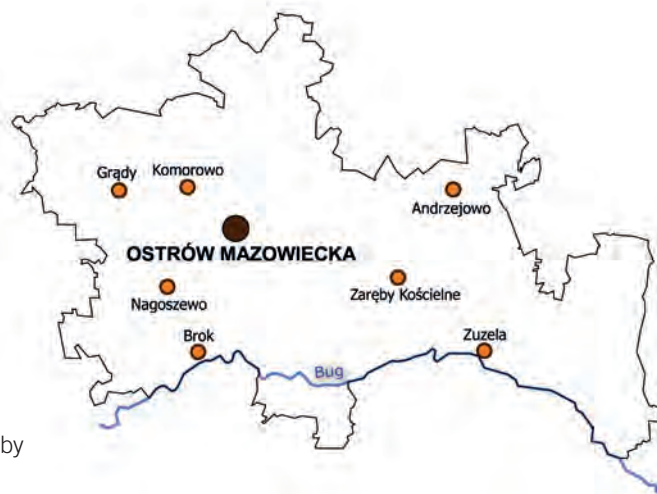 Grądy
Komorowo
Andrzejowo
OSTRÓW MAZOWIECKA
Nagoszewo
Zaręby Kościelne
Brok
Zuzela
Bug
by